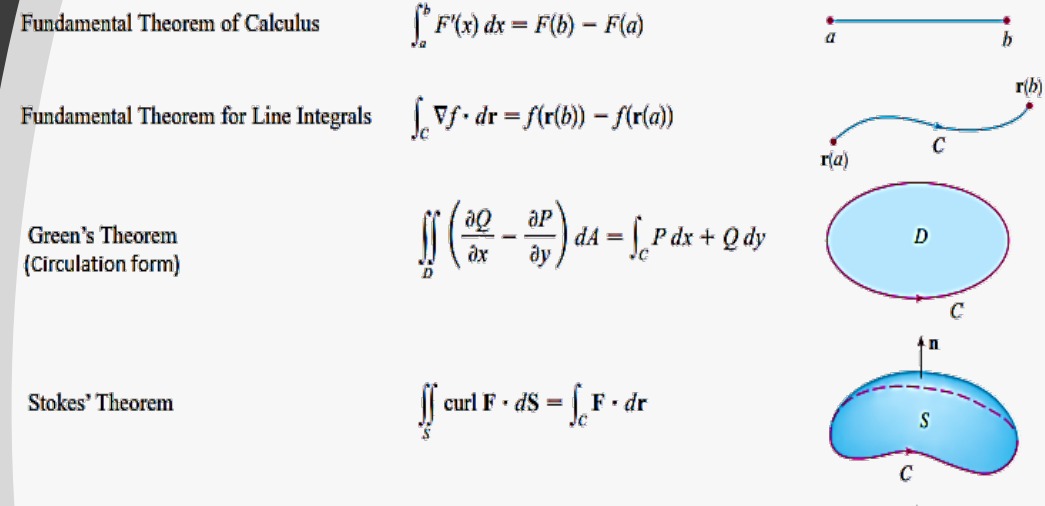 Fundamental Theorem of Calculus ∫_a^b F'(x) dx = F(b) − F(a)
a b
Fundamental Theorem for Line Integrals ∫_C ∇f · dr = f(r(b)) − f(r(a))
r(b)
r(a)
C
Green's Theorem
(Circulation form)
∬_D (∂Q/∂x − ∂P/∂y) dA = ∫_C P dx + Q dy
D
C
Stokes' Theorem ∬_S curl F · dS = ∫_C F · dr
n
S
C